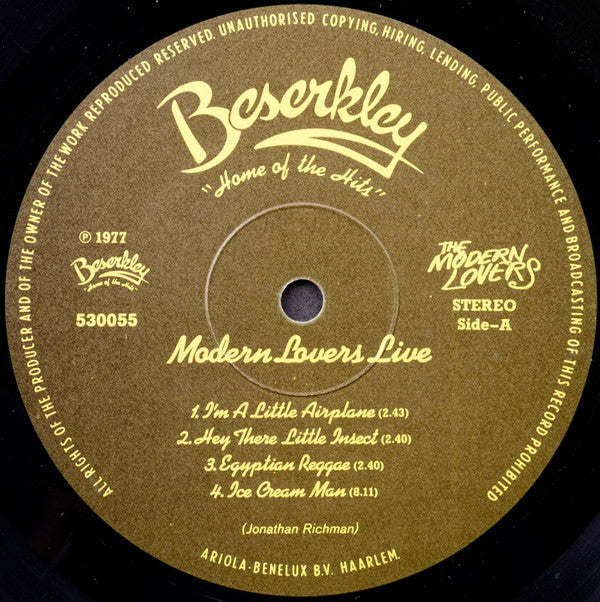 ALL RIGHTS OF THE PRODUCER AND OF THE OWNER OF THE WORK REPRODUCED RESERVED. UNAUTHORISED COPYING, HIRING, LENDING, PUBLIC PERFORMANCE AND BROADCASTING OF THIS RECORD PROHIBITED
Beserkley
"Home of the Hits"
℗ 1977
Beserkley
"Home of the Hits"
530055
THE
MODERN
LOVERS
STEREO
Side-A
Modern Lovers Live
1. I'm A Little Airplane (2.43)
2. Hey There Little Insect (2.40)
3. Egyptian Reggae (2.40)
4. Ice Cream Man (8.11)
(Jonathan Richman)
ARIOLA-BENELUX B.V. HAARLEM.